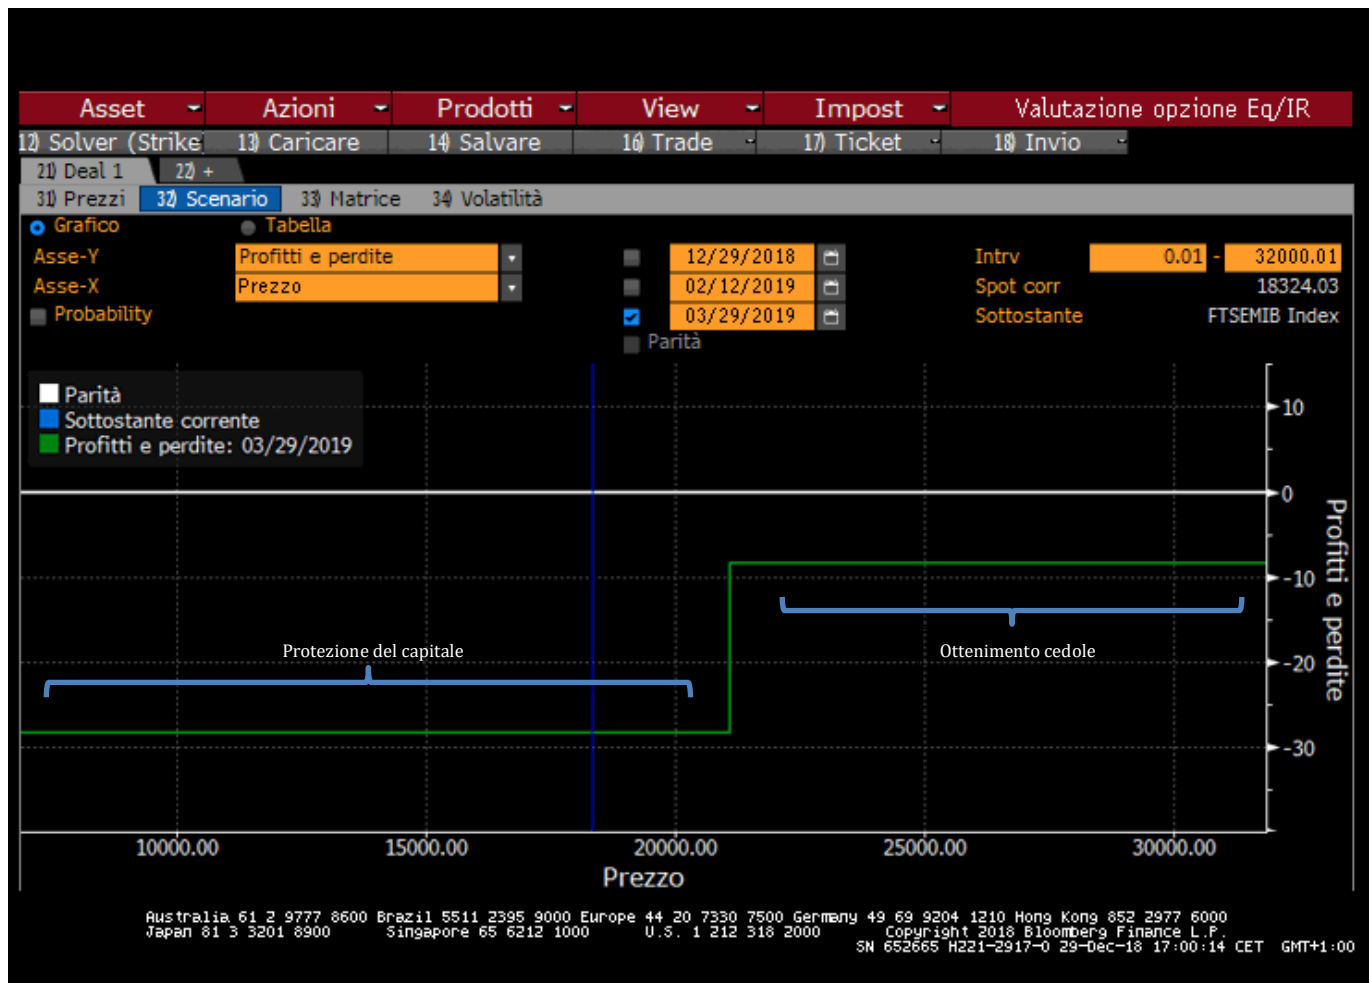 Asset Azioni Prodotti View Impost Valutazione opzione Eq/IR
12) Solver (Strike 13) Caricare 14) Salvare 16) Trade 17) Ticket 18) Invio
21) Deal 1 22) +
31) Prezzi 32) Scenario 33) Matrice 34) Volatilità
Grafico Tabella
Asse-Y Profitti e perdite 12/29/2018 Intrv 0.01 - 32000.01
Asse-X Prezzo 02/12/2019 Spot corr 18324.03
Probability 03/29/2019 Sottostante FTSEMIB Index
Parità
Parità
Sottostante corrente
Profitti e perdite: 03/29/2019
10
0
-10
-20
-30
Profitti e perdite
Protezione del capitale
Ottenimento cedole
10000.00 15000.00 20000.00 25000.00 30000.00
Prezzo
Australia 61 2 9777 8600 Brazil 5511 2395 9000 Europe 44 20 7330 7500 Germany 49 69 9204 1210 Hong Kong 852 2977 6000
Japan 81 3 3201 8900 Singapore 65 6212 1000 U.S. 1 212 318 2000 Copyright 2018 Bloomberg Finance L.P.
SN 652665 H221-2917-0 29-Dec-18 17:00:14 CET GMT+1:00